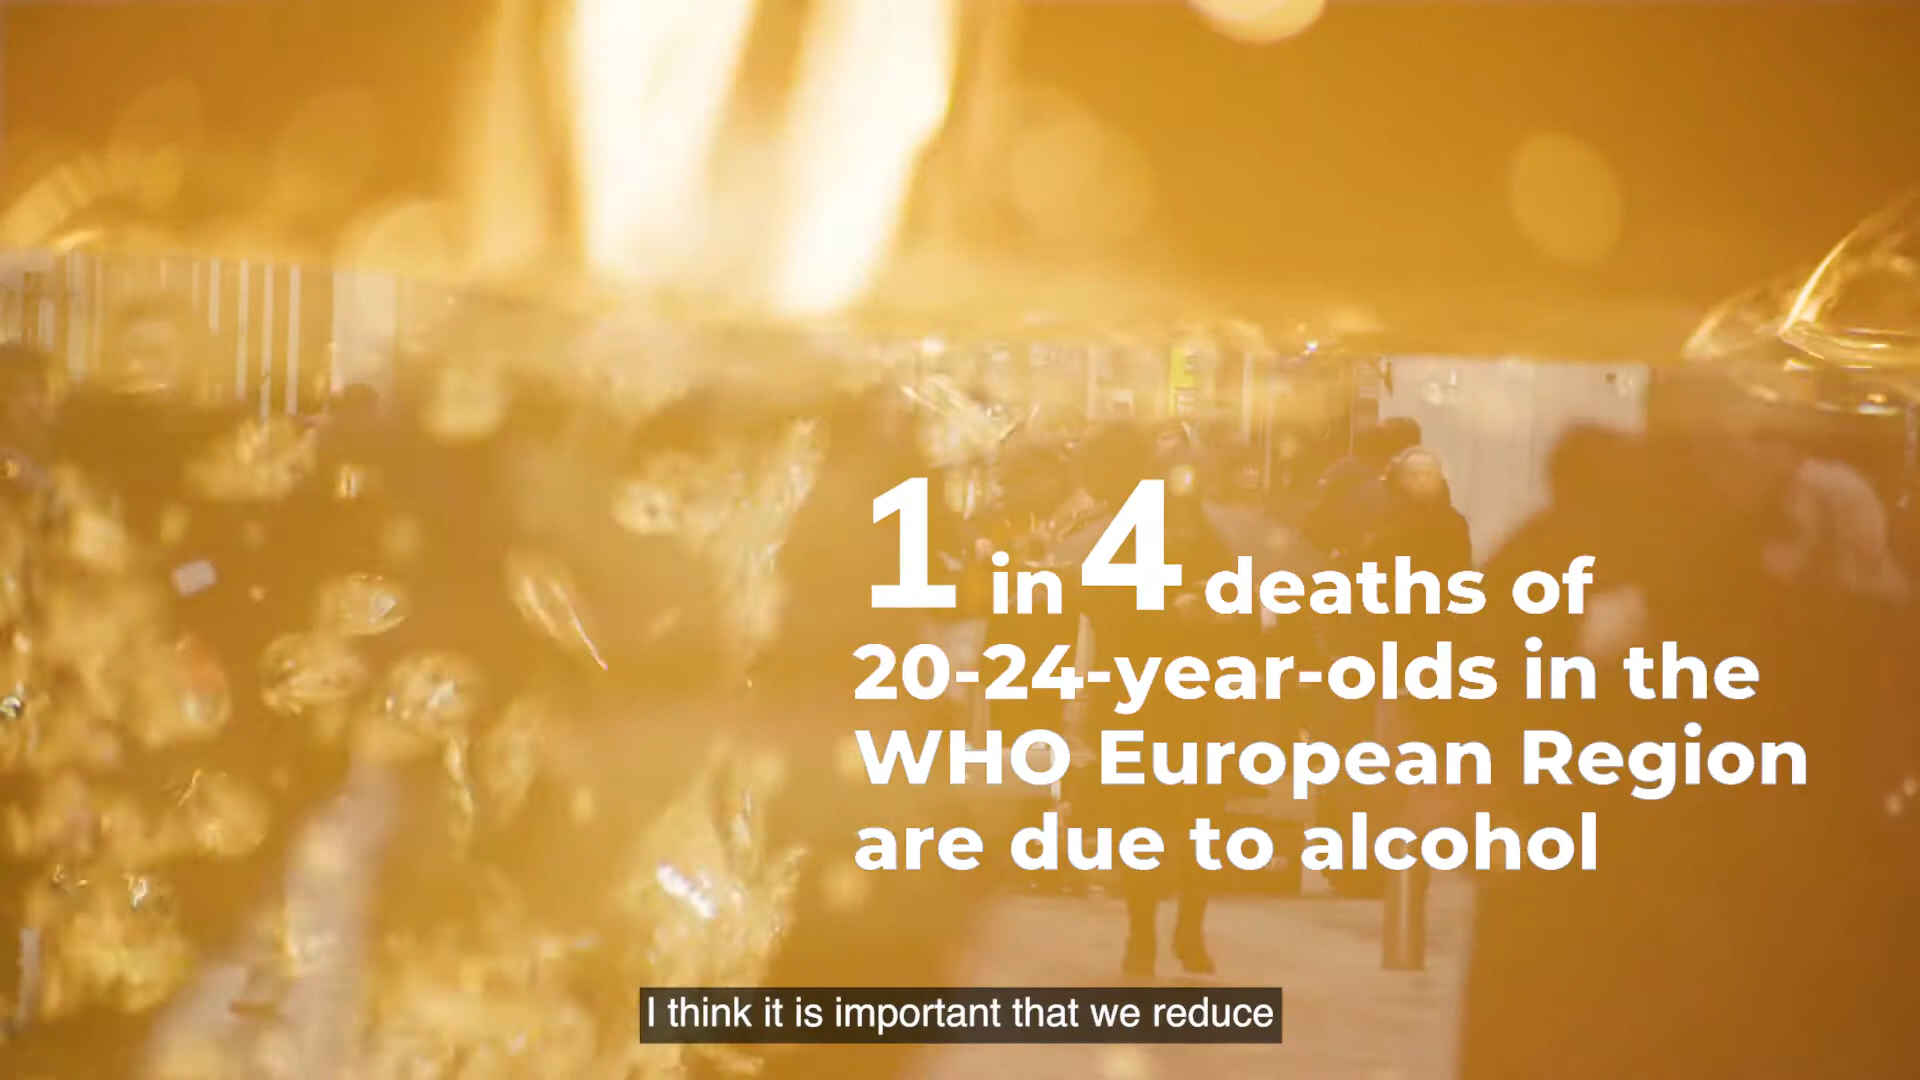 1 in 4 deaths of
20-24-year-olds in the
WHO European Region
are due to alcohol
I think it is important that we reduce